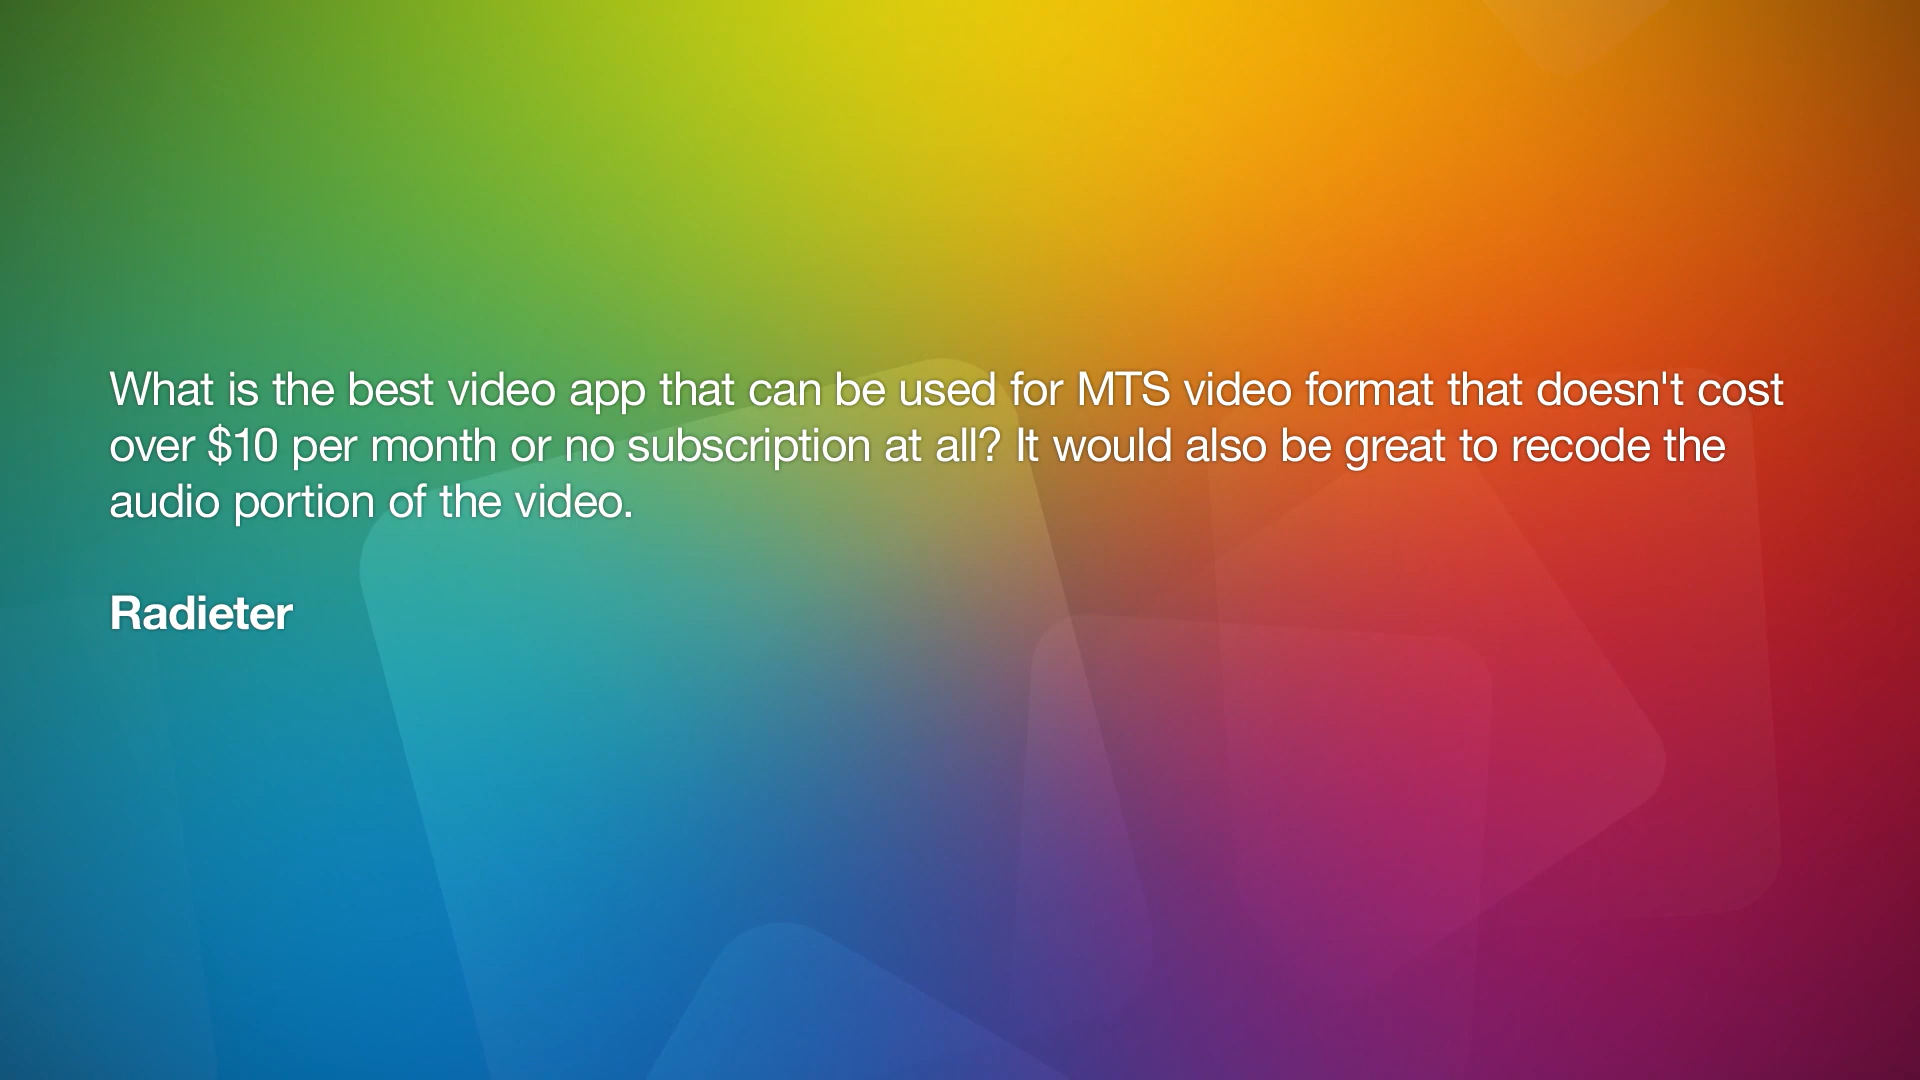 What is the best video app that can be used for MTS video format that doesn't cost
over $10 per month or no subscription at all? It would also be great to recode the
audio portion of the video.
Radieter